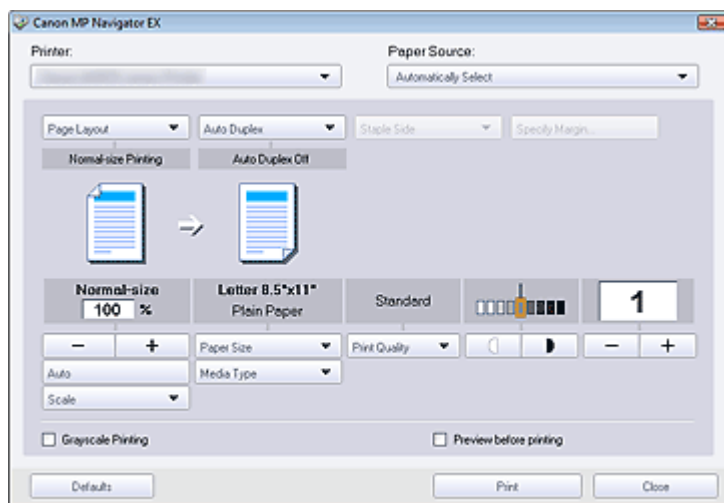 Canon MP Navigator EX
Printer:
Paper Source:
Automatically Select
Page Layout
Auto Duplex
Staple Side
Specify Margin...
Normal-size Printing
Auto Duplex Off
Normal-size
100 %
Letter 8.5"x11"
Plain Paper
Standard
1
Paper Size
Print Quality
Auto
Media Type
Scale
Grayscale Printing
Preview before printing
Defaults
Print
Close